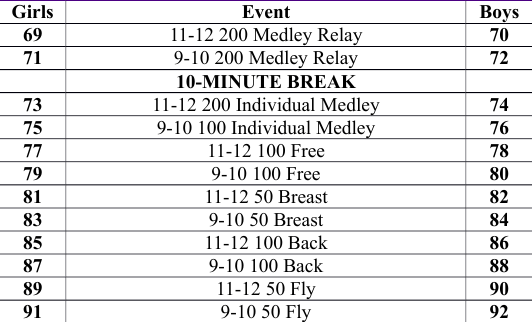 Girls Event Boys
69 11-12 200 Medley Relay 70
71 9-10 200 Medley Relay 72
10-MINUTE BREAK
73 11-12 200 Individual Medley 74
75 9-10 100 Individual Medley 76
77 11-12 100 Free 78
79 9-10 100 Free 80
81 11-12 50 Breast 82
83 9-10 50 Breast 84
85 11-12 100 Back 86
87 9-10 100 Back 88
89 11-12 50 Fly 90
91 9-10 50 Fly 92